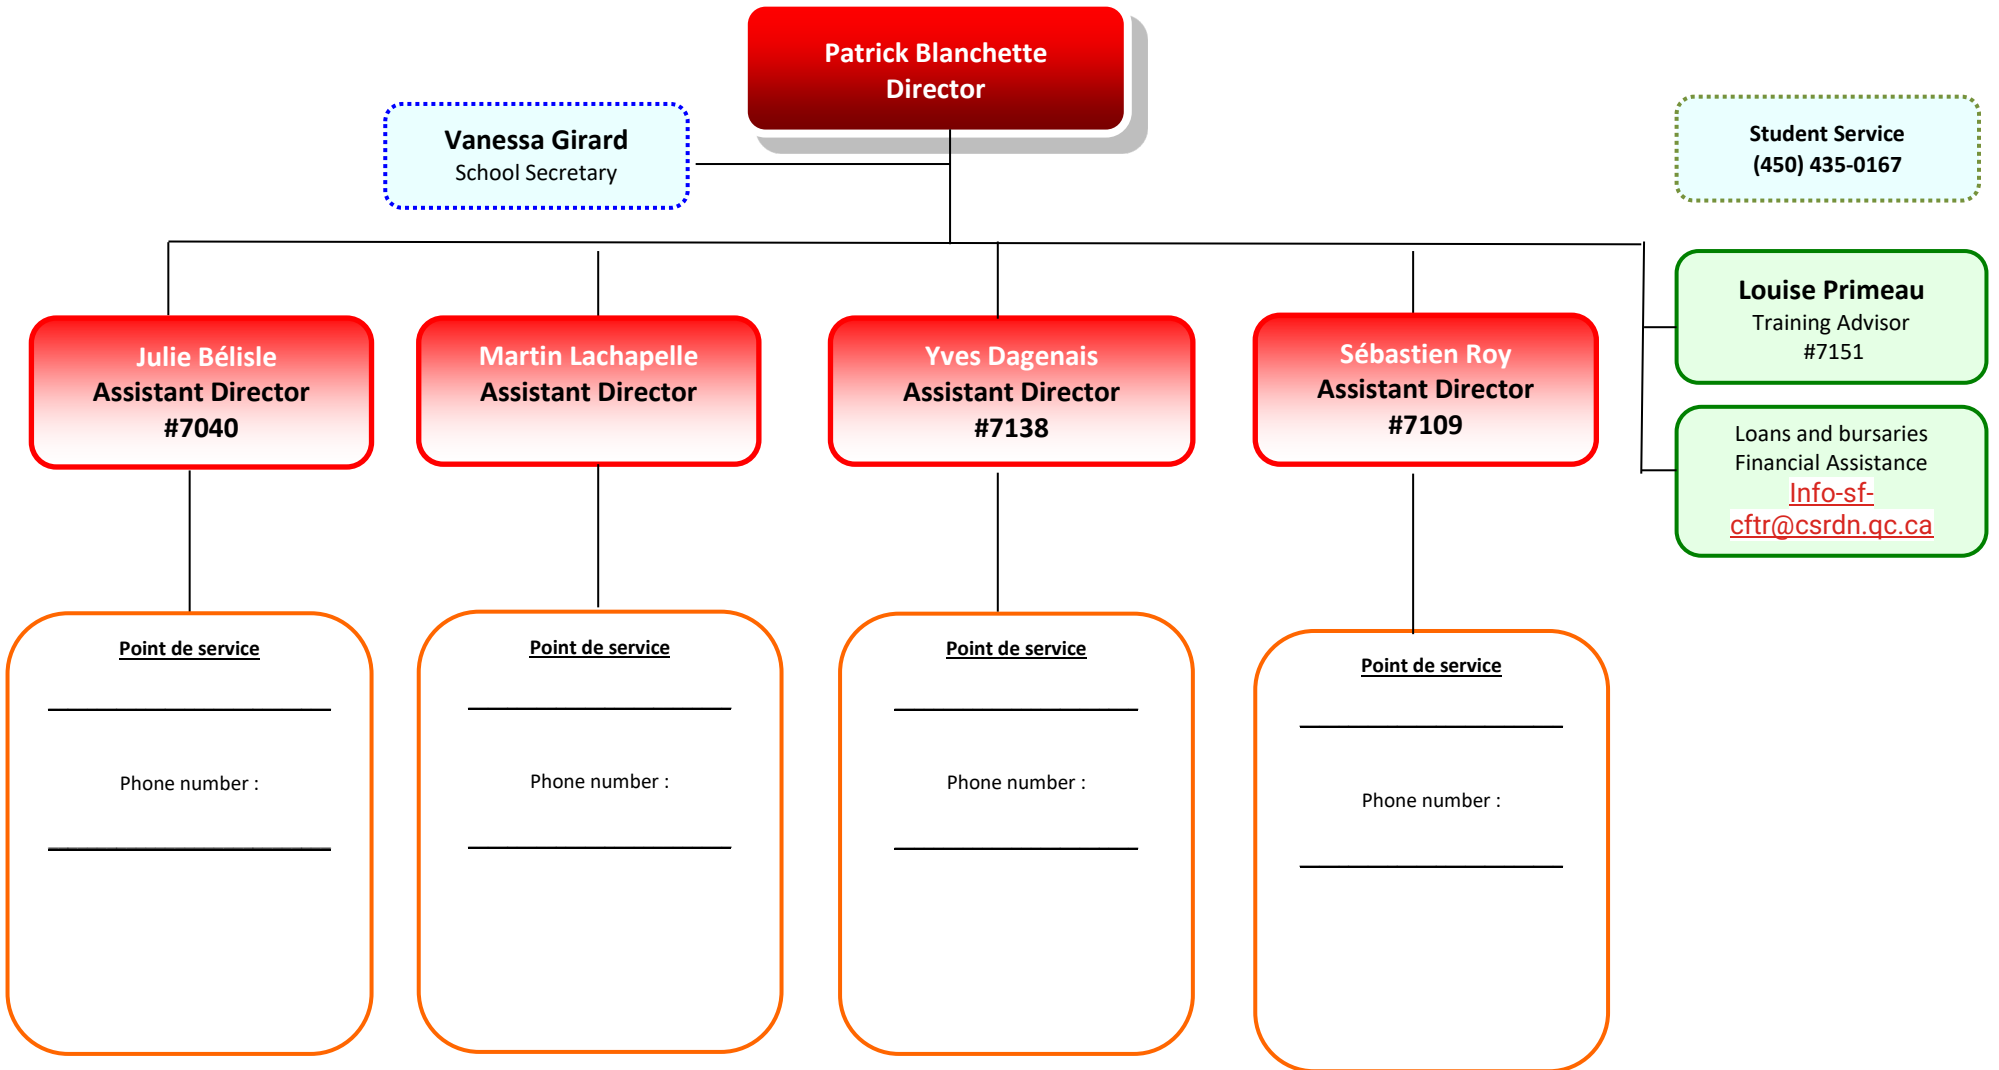 Patrick Blanchette
Director
Vanessa Girard
School Secretary
Student Service
(450) 435-0167
Louise Primeau
Training Advisor
#7151
Julie Bélisle
Assistant Director
#7040
Martin Lachapelle
Assistant Director
Yves Dagenais
Assistant Director
#7138
Sébastien Roy
Assistant Director
#7109
Loans and bursaries
Financial Assistance
Info-sf-
cftr@csrdn.qc.ca
Point de service
Phone number :
Point de service
Phone number :
Point de service
Phone number :
Point de service
Phone number :